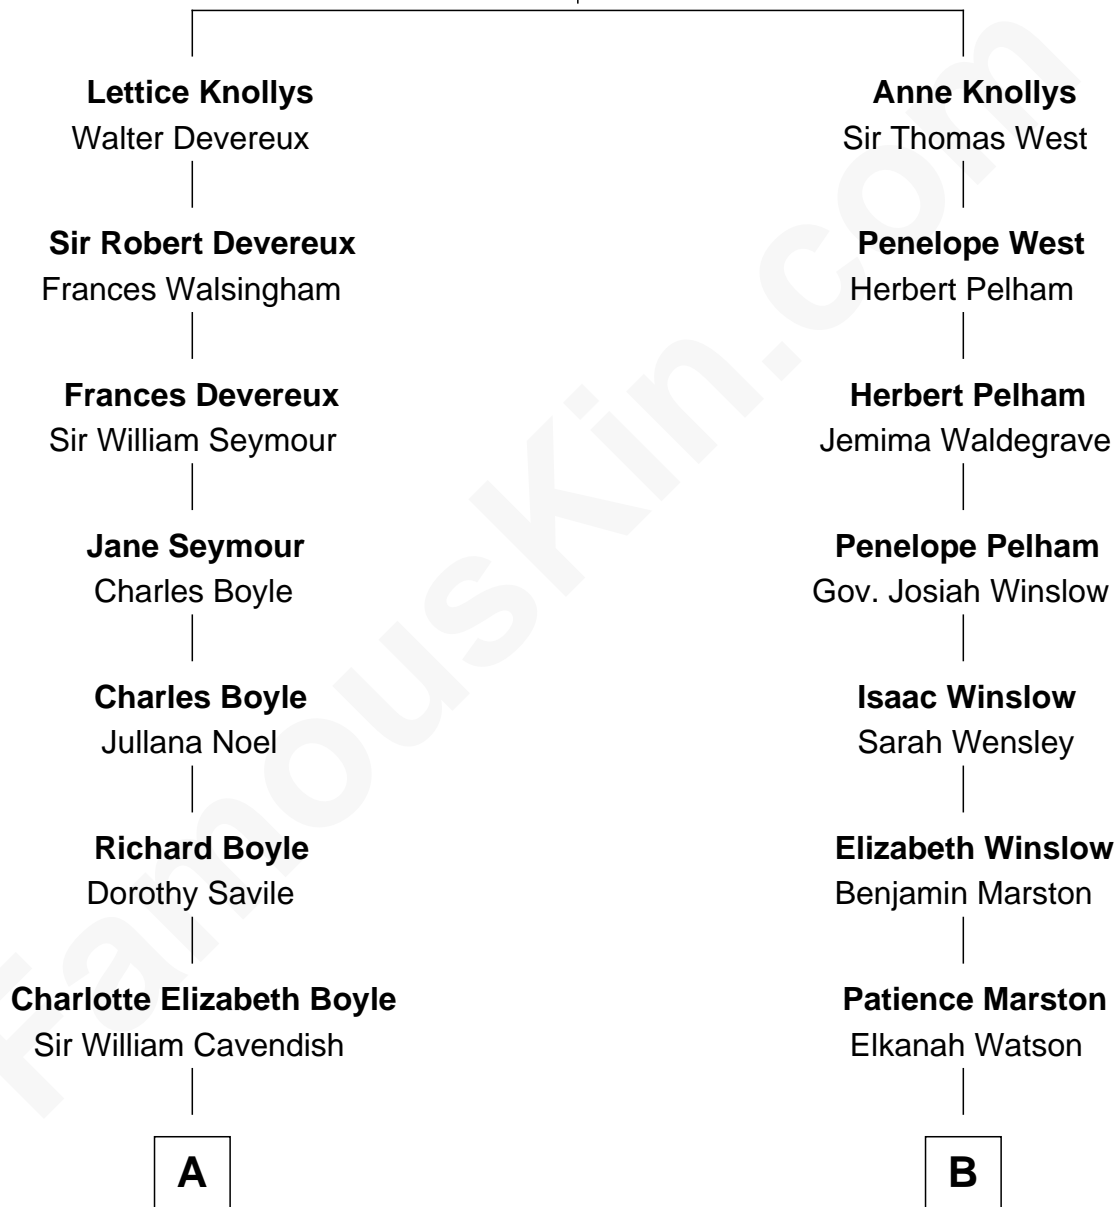 Lettice Knollys
Walter Devereux
Sir Robert Devereux
Frances Walsingham
Frances Devereux
Sir William Seymour
Jane Seymour
Charles Boyle
Charles Boyle
Jullana Noel
Richard Boyle
Dorothy Savile
Charlotte Elizabeth Boyle
Sir William Cavendish
A
Anne Knollys
Sir Thomas West
Penelope West
Herbert Pelham
Herbert Pelham
Jemima Waldegrave
Penelope Pelham
Gov. Josiah Winslow
Isaac Winslow
Sarah Wensley
Elizabeth Winslow
Benjamin Marston
Patience Marston
Elkanah Watson
B
FamousKin.com